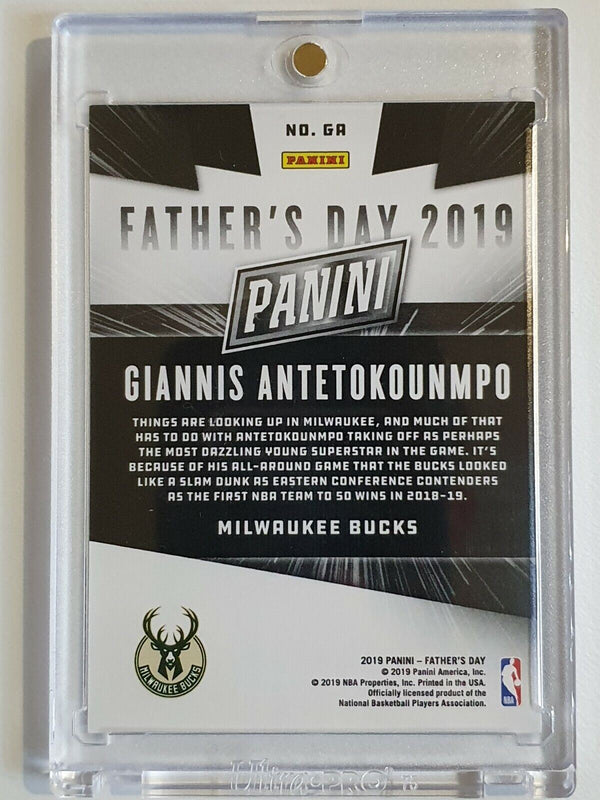 NO. GA
PANINI
FATHER'S DAY 2019
PANINI
GIANNIS ANTETOKOUNMPO
THINGS ARE LOOKING UP IN MILWAUKEE, AND MUCH OF THAT
HAS TO DO WITH ANTETOKOUNMPO TAKING OFF AS PERHAPS
THE MOST DAZZLING YOUNG SUPERSTAR IN THE GAME. IT'S
BECAUSE OF HIS ALL-AROUND GAME THAT THE BUCKS LOOKED
LIKE A SLAM DUNK AS EASTERN CONFERENCE CONTENDERS
AS THE FIRST NBA TEAM TO 50 WINS IN 2018-19.
MILWAUKEE BUCKS
MILWAUKEE BUCKS
2019 PANINI – FATHER'S DAY
© 2019 Panini America, Inc.
© 2019 NBA Properties, Inc. Printed in the USA.
Officially licensed product of the
National Basketball Players Association.
NBA
Ultra PRO